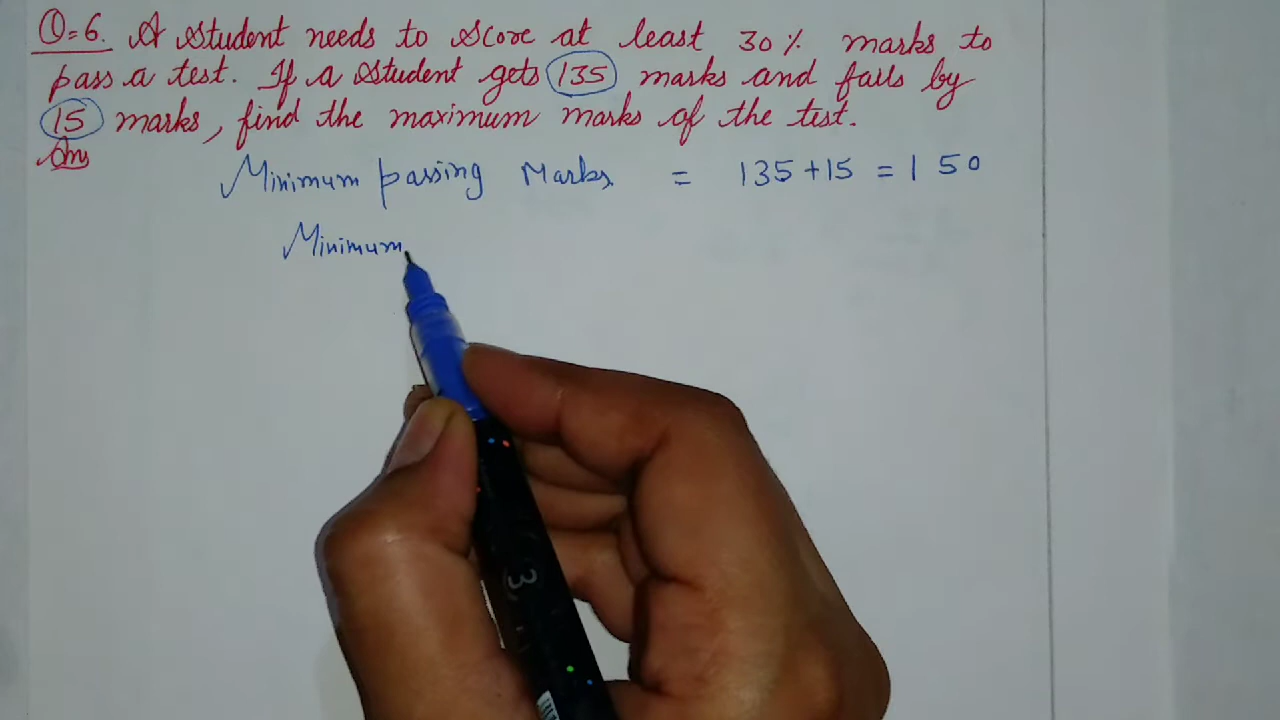 Q=6. A student needs to score at least 30% marks to
pass a test. If a student gets 135 marks and fails by
15 marks, find the maximum marks of the test.
Ans
Minimum passing Marks = 135+15 = 150
Minimum
3